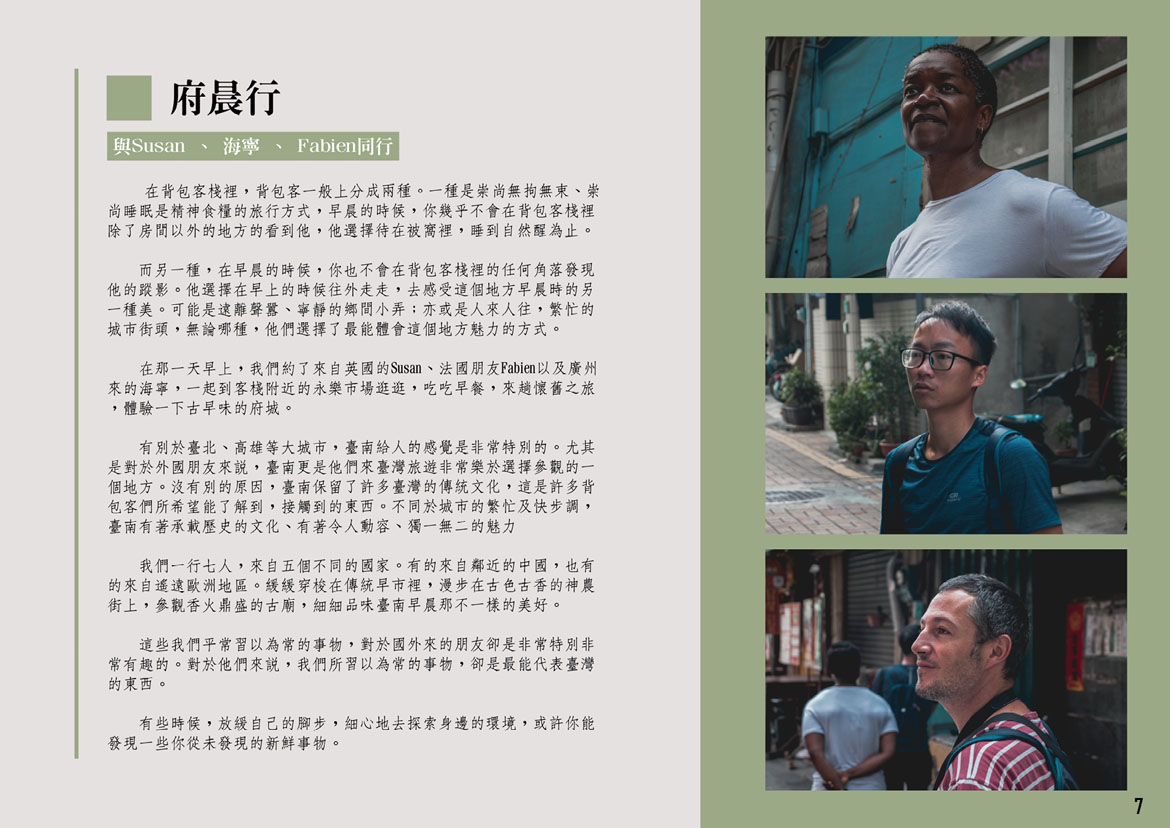 府晨行
與Susan 、 海寧 、 Fabien同行
在背包客棧裡，背包客一般上分成兩種。一種是崇尚無拘無束、崇
尚睡眠是精神食糧的旅行方式，早晨的時候，你幾乎不會在背包客棧裡
除了房間以外的地方的看到他，他選擇待在被窩裡，睡到自然醒為止。
而另一種，在早晨的時候，你也不會在背包客棧裡的任何角落發現
他的蹤影。他選擇在早上的時候往外走走，去感受這個地方早晨時的另
一種美。可能是遠離聲囂、寧靜的鄉間小弄；亦或是人來人往，繁忙的
城市街頭，無論哪種，他們選擇了最能體會這個地方魅力的方式。
在那一天早上，我們約了來自英國的Susan、法國朋友Fabien以及廣州
來的海寧，一起到客棧附近的永樂市場逛逛，吃吃早餐，來趟懷舊之旅
，體驗一下古早味的府城。
有別於臺北、高雄等大城市，臺南給人的感覺是非常特別的。尤其
是對於外國朋友來說，臺南更是他們來臺灣旅遊非常樂於選擇參觀的一
個地方。沒有別的原因，臺南保留了許多臺灣的傳統文化，這是許多背
包客們所希望能了解到，接觸到的東西。不同於城市的繁忙及快步調，
臺南有著承載歷史的文化、有著令人動容、獨一無二的魅力
我們一行七人，來自五個不同的國家。有的來自鄰近的中國，也有
的來自遙遠歐洲地區。緩緩穿梭在傳統早市裡，漫步在古色古香的神農
街上，參觀香火鼎盛的古廟，細細品味臺南早晨那不一樣的美好。
這些我們平常習以為常的事物，對於國外來的朋友卻是非常特別非
常有趣的。對於他們來說，我們所習以為常的事物，卻是最能代表臺灣
的東西。
有些時候，放緩自己的腳步，細心地去探索身邊的環境，或許你能
發現一些你從未發現的新鮮事物。
7